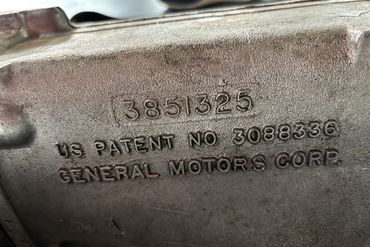 3851325
US PATENT NO 3088336
GENERAL MOTORS CORP.